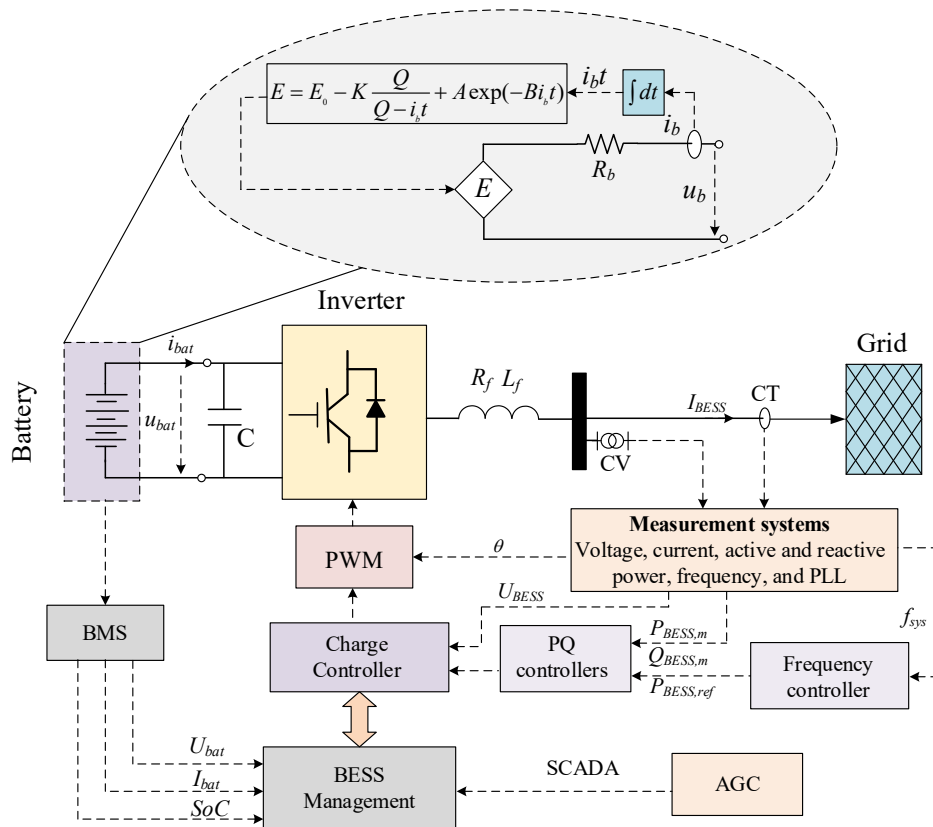 E = E₀ − K Q / (Q − i_b t) + A exp(−B i_b t)
i_b t
∫dt
i_b
R_b
E
u_b
Inverter
Battery
i_bat
u_bat
C
R_f L_f
I_BESS
CT
Grid
CV
Measurement systems
Voltage, current, active and reactive
power, frequency, and PLL
PWM
θ
U_BESS
f_sys
BMS
Charge
Controller
PQ
controllers
P_BESS,m
Q_BESS,m
P_BESS,ref
Frequency
controller
U_bat
I_bat
SoC
BESS
Management
SCADA
AGC